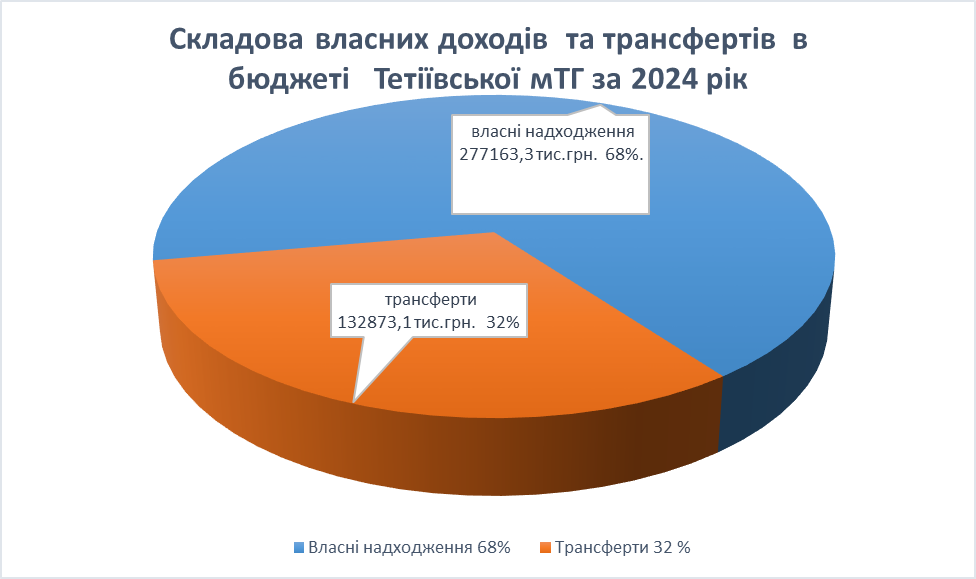 Складова власних доходів та трансфертів в
бюджеті Тетіївської мТГ за 2024 рік
власні надходження
277163,3 тис.грн. 68%.
трансферти
132873,1 тис.грн. 32%
Власні надходження 68%
Трансферти 32 %